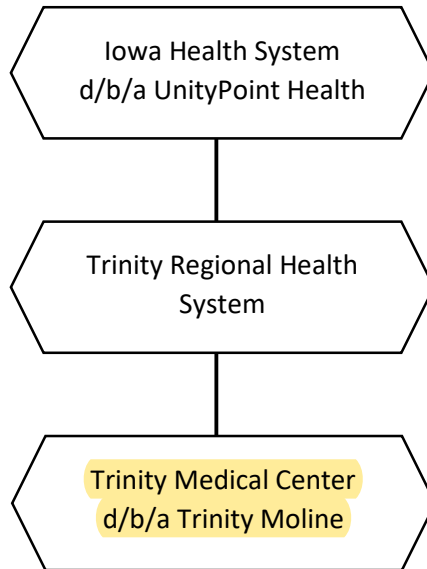 Iowa Health System
d/b/a UnityPoint Health
Trinity Regional Health
System
Trinity Medical Center
d/b/a Trinity Moline